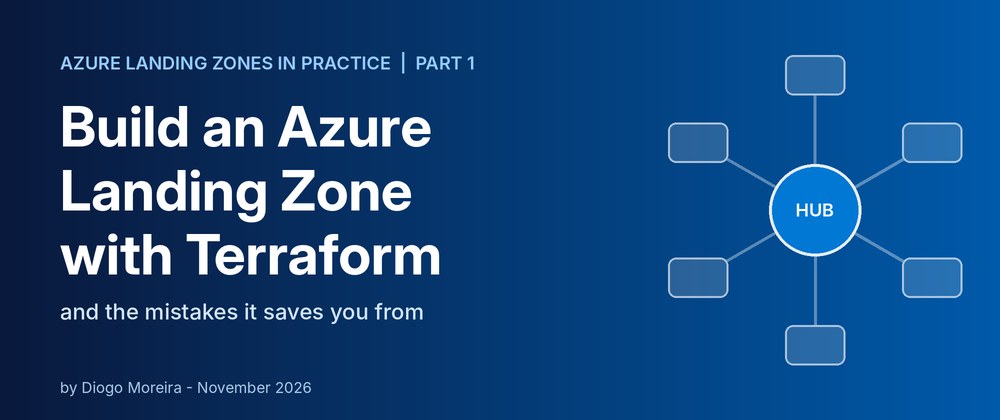 AZURE LANDING ZONES IN PRACTICE | PART 1
Build an Azure
Landing Zone
with Terraform
and the mistakes it saves you from
by Diogo Moreira - November 2026
HUB